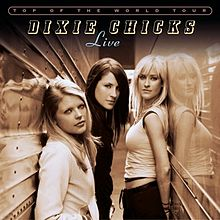 TOP OF THE WORLD TOUR
DIXIE CHICKS
Live